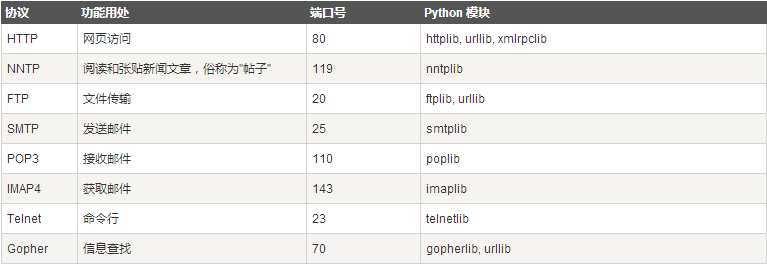 协议 功能用处 端口号 Python 模块
HTTP 网页访问 80 httplib, urllib, xmlrpclib
NNTP 阅读和张贴新闻文章，俗称为"帖子" 119 nntplib
FTP 文件传输 20 ftplib, urllib
SMTP 发送邮件 25 smtplib
POP3 接收邮件 110 poplib
IMAP4 获取邮件 143 imaplib
Telnet 命令行 23 telnetlib
Gopher 信息查找 70 gopherlib, urllib